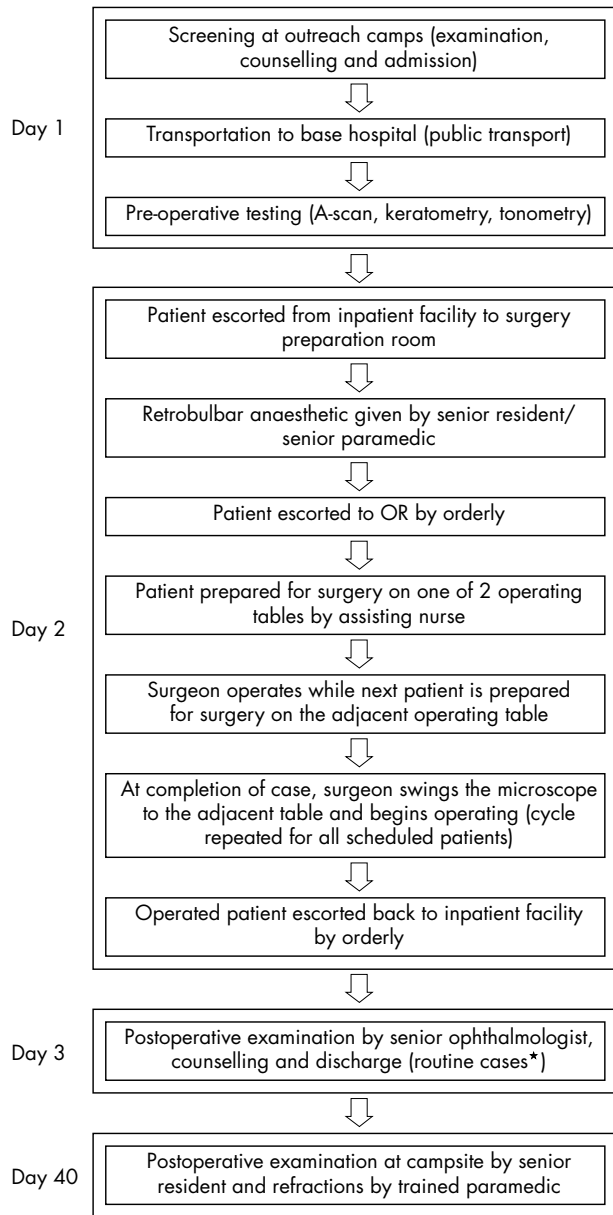 Screening at outreach camps (examination,
counselling and admission)
Day 1
Transportation to base hospital (public transport)
Pre-operative testing (A-scan, keratometry, tonometry)
Patient escorted from inpatient facility to surgery
preparation room
Retrobulbar anaesthetic given by senior resident/
senior paramedic
Patient escorted to OR by orderly
Patient prepared for surgery on one of 2 operating
tables by assisting nurse
Day 2
Surgeon operates while next patient is prepared
for surgery on the adjacent operating table
At completion of case, surgeon swings the microscope
to the adjacent table and begins operating (cycle
repeated for all scheduled patients)
Operated patient escorted back to inpatient facility
by orderly
Day 3
Postoperative examination by senior ophthalmologist,
counselling and discharge (routine cases★)
Day 40
Postoperative examination at campsite by senior
resident and refractions by trained paramedic